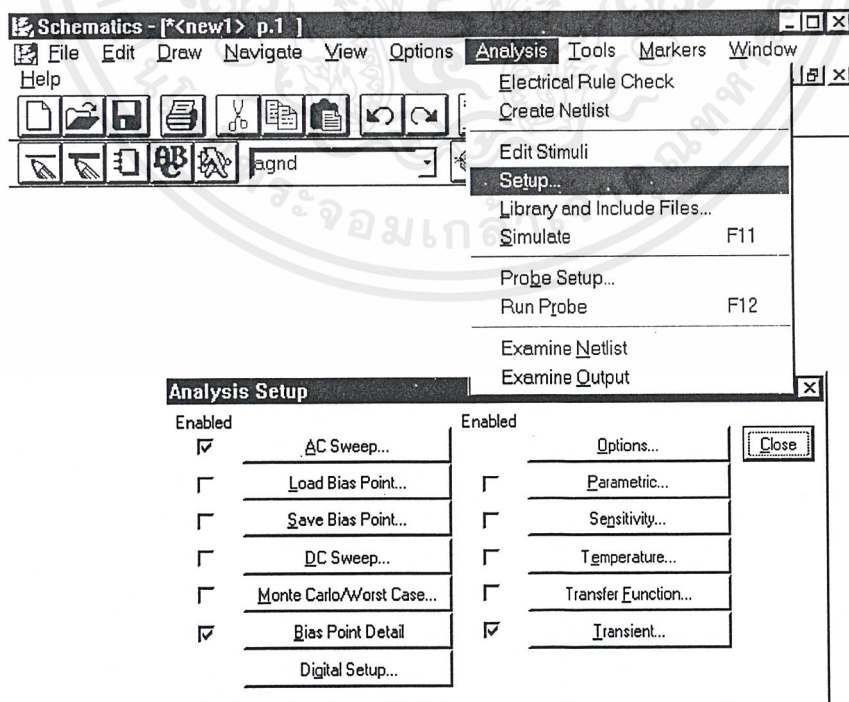 Schematics - [*<new1> p.1 ]
File Edit Draw Navigate View Options Analysis Tools Markers Window
Help
Electrical Rule Check
Create Netlist
ABC
agnd
Edit Stimuli
Setup...
Library and Include Files...
Simulate F11
Probe Setup...
Run Probe F12
Examine Netlist
Examine Output
Analysis Setup
Enabled Enabled
AC Sweep... Options... Close
Load Bias Point... Parametric...
Save Bias Point... Sensitivity...
DC Sweep... Temperature...
Monte Carlo/Worst Case... Transfer Function...
Bias Point Detail Transient...
Digital Setup...